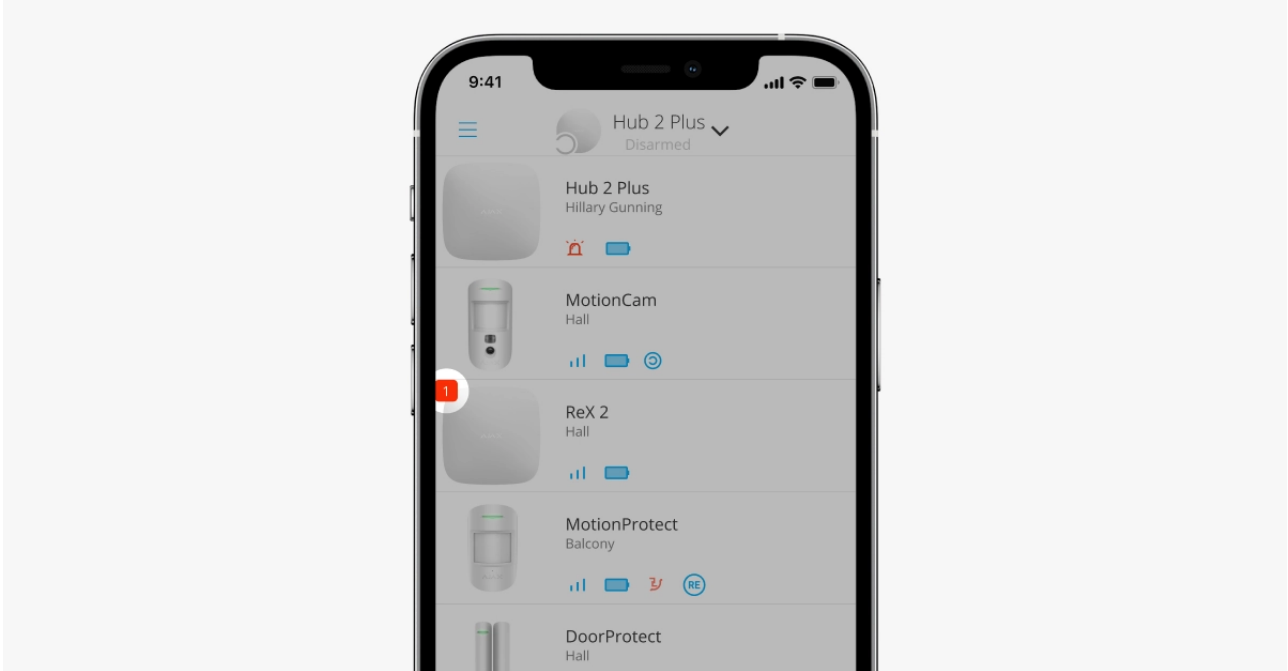 9:41
Hub 2 Plus
Disarmed
Hub 2 Plus
Hillary Gunning
MotionCam
Hall
1
ReX 2
Hall
MotionProtect
Balcony
RE
DoorProtect
Hall